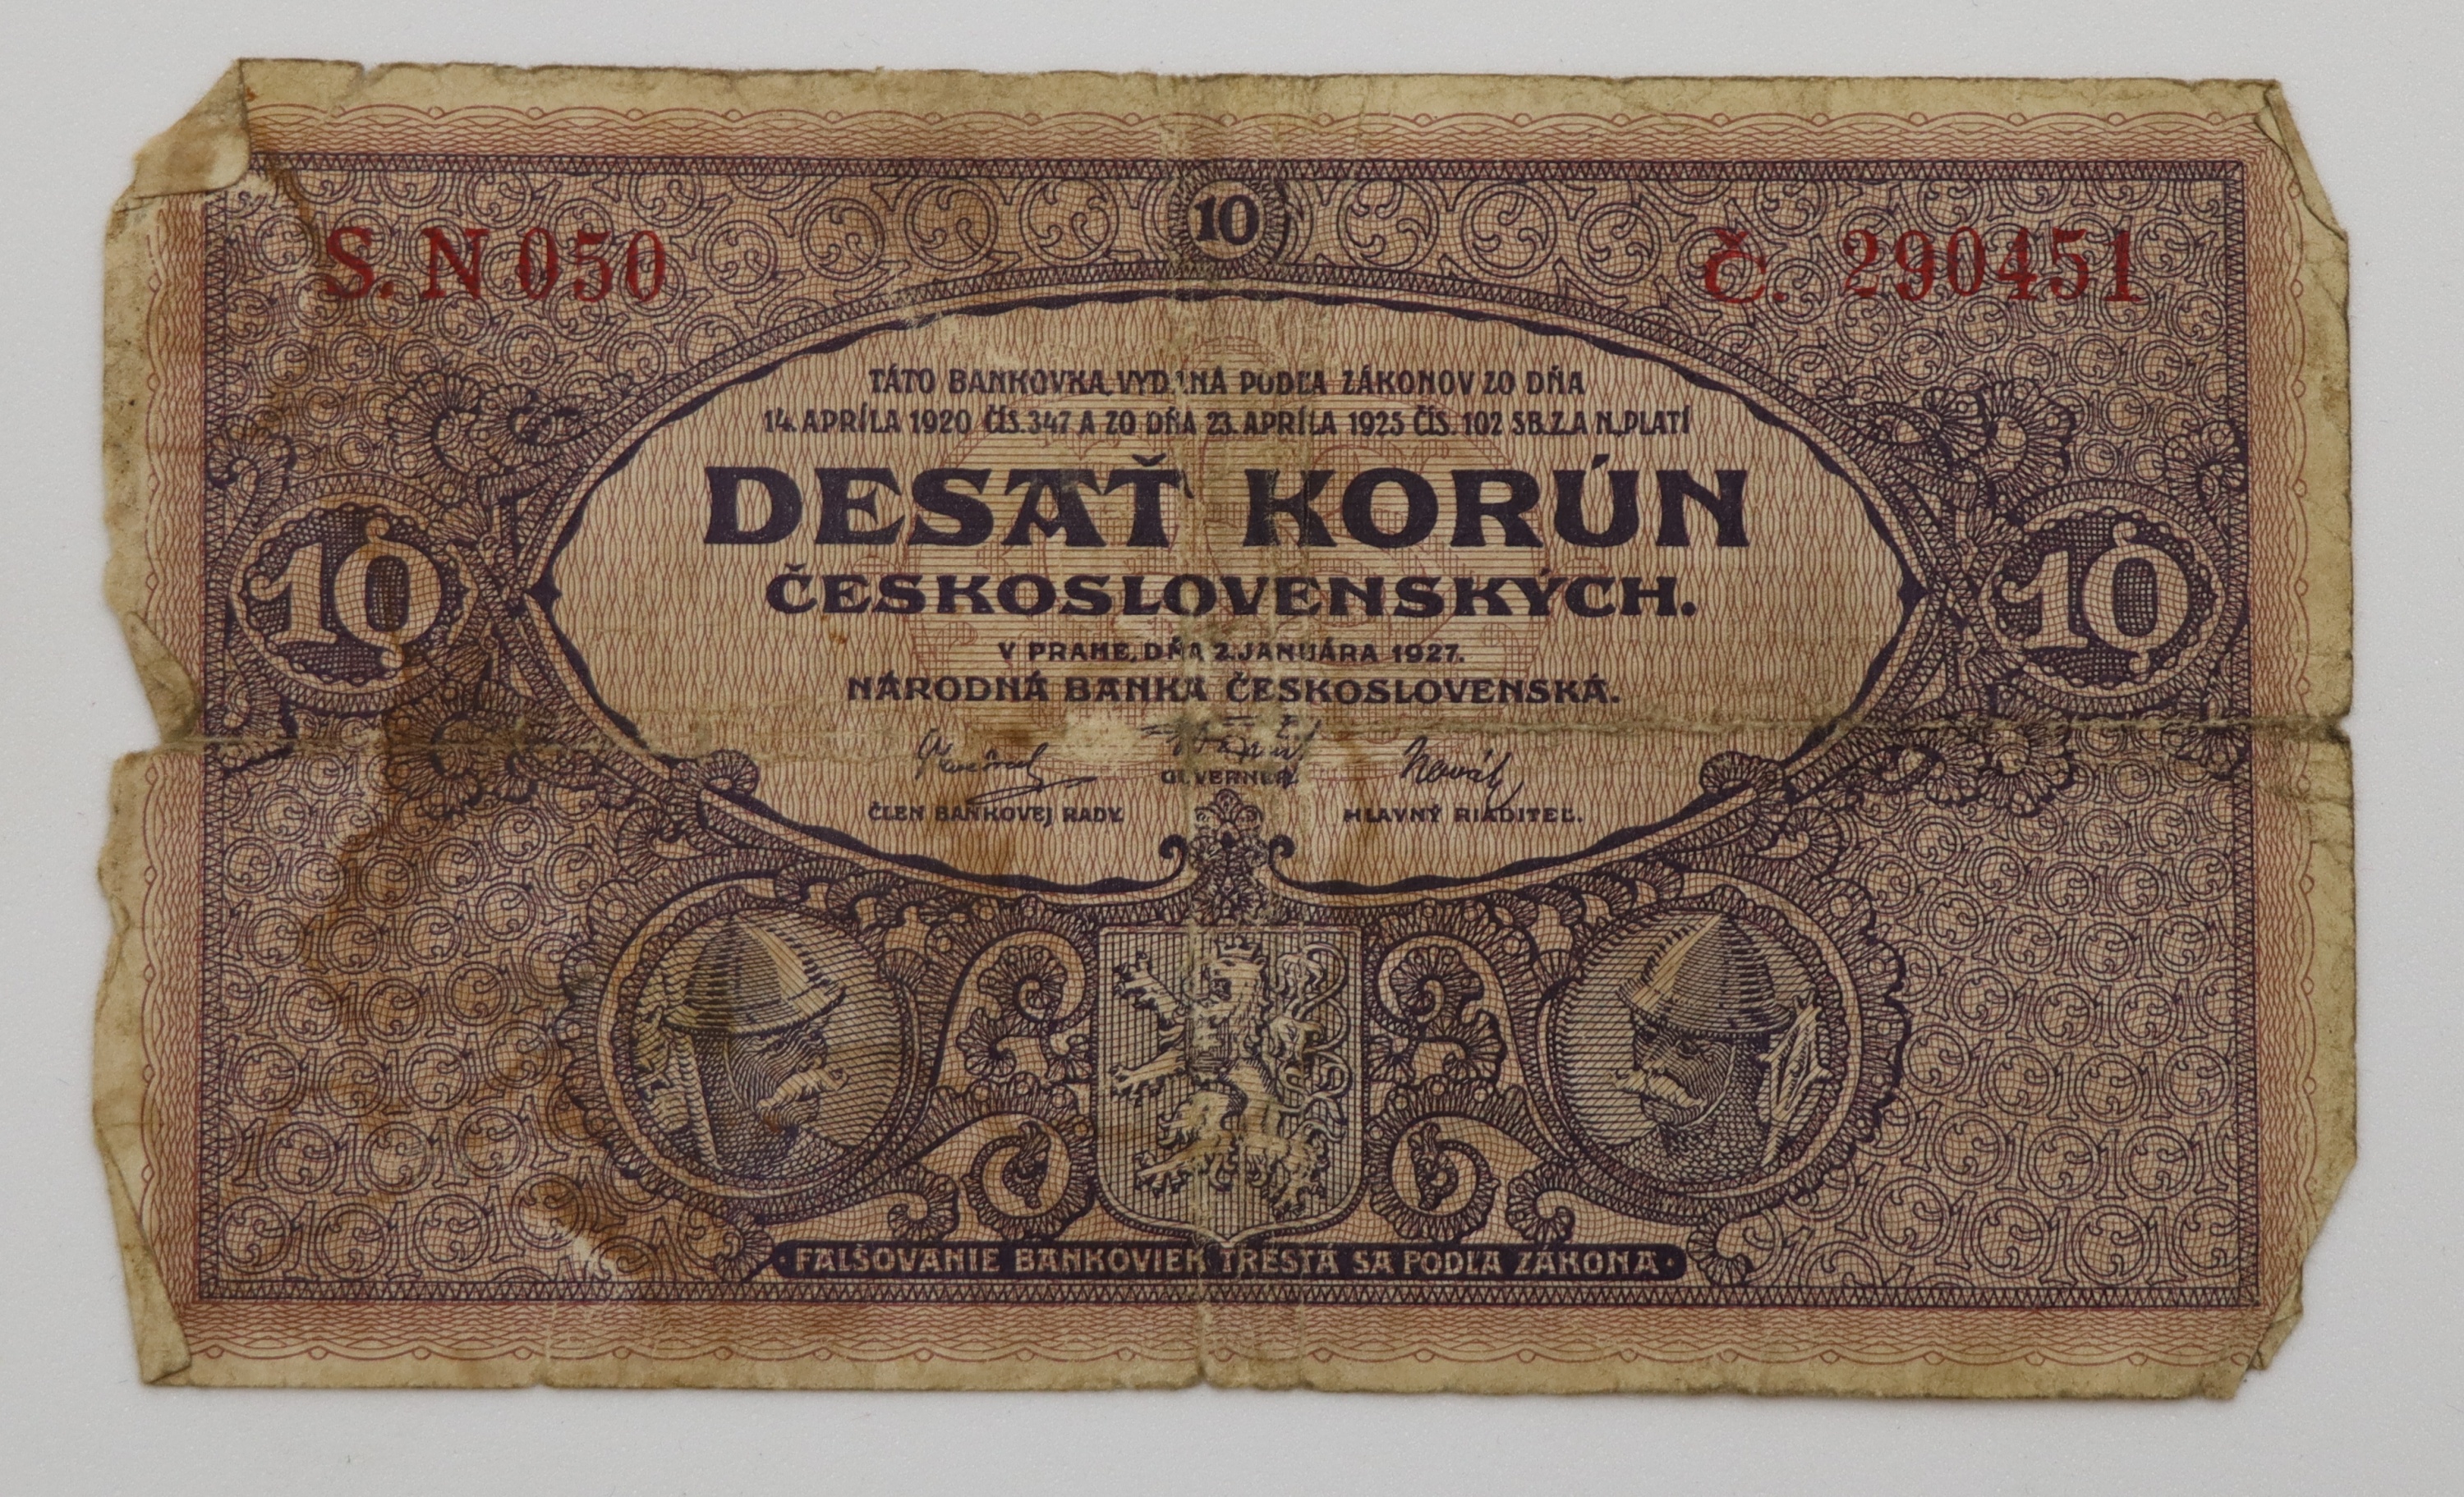 10
S. N 050
Č. 290451
TÁTO BANKOVKA, VYDANÁ PODĽA ZÁKONOV ZO DŇA
14. APRÍLA 1920 ČÍS. 347 A ZO DŇA 23. APRÍLA 1925 ČÍS. 102 SB. Z. A N., PLATÍ
DESAŤ KORÚN
ČESKOSLOVENSKÝCH.
10
10
V PRAHE, DŇA 2. JANUÁRA 1927.
NÁRODNÁ BANKA ČESKOSLOVENSKÁ.
Novák
GUVERNER.
ČLEN BANKOVEJ RADY.
HLAVNÝ RIADITEĽ.
· FALŠOVANIE BANKOVIEK TRESTÁ SA PODĽA ZÁKONA ·